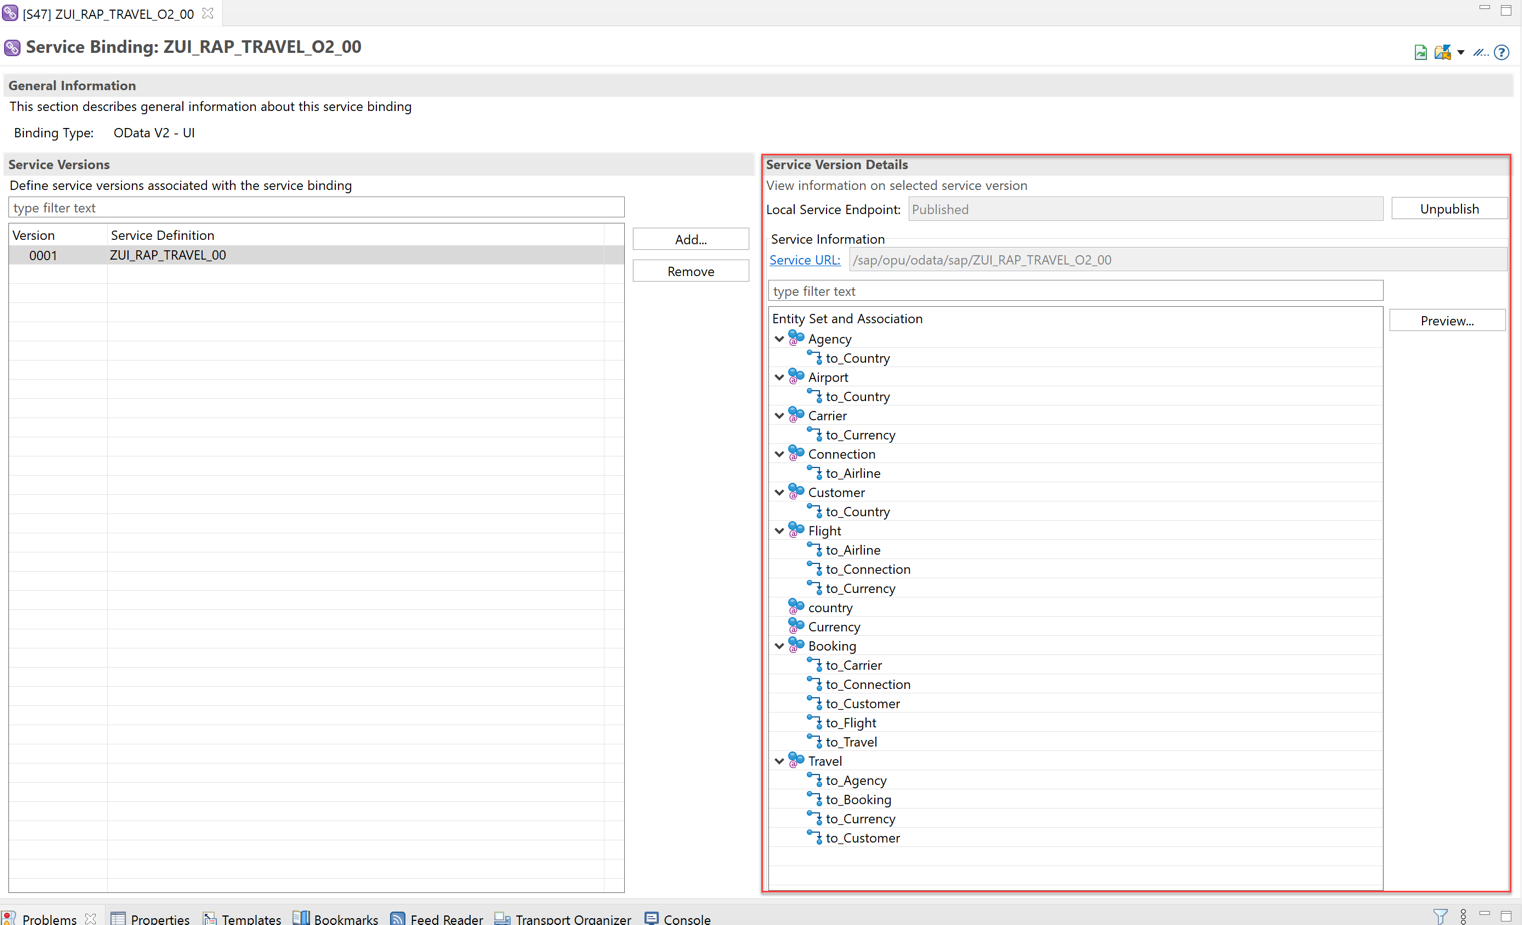 [S47] ZUI_RAP_TRAVEL_O2_00
Service Binding: ZUI_RAP_TRAVEL_O2_00
General Information
This section describes general information about this service binding
Binding Type: OData V2 - UI
Service Versions
Define service versions associated with the service binding
type filter text
Version Service Definition
0001 ZUI_RAP_TRAVEL_00
Add...
Remove
Service Version Details
View information on selected service version
Local Service Endpoint: Published Unpublish
Service Information
Service URL: /sap/opu/odata/sap/ZUI_RAP_TRAVEL_O2_00
type filter text
Preview...
Entity Set and Association
Agency
to_Country
Airport
to_Country
Carrier
to_Currency
Connection
to_Airline
Customer
to_Country
Flight
to_Airline
to_Connection
to_Currency
country
Currency
Booking
to_Carrier
to_Connection
to_Customer
to_Flight
to_Travel
Travel
to_Agency
to_Booking
to_Currency
to_Customer
Problems Properties Templates Bookmarks Feed Reader Transport Organizer Console